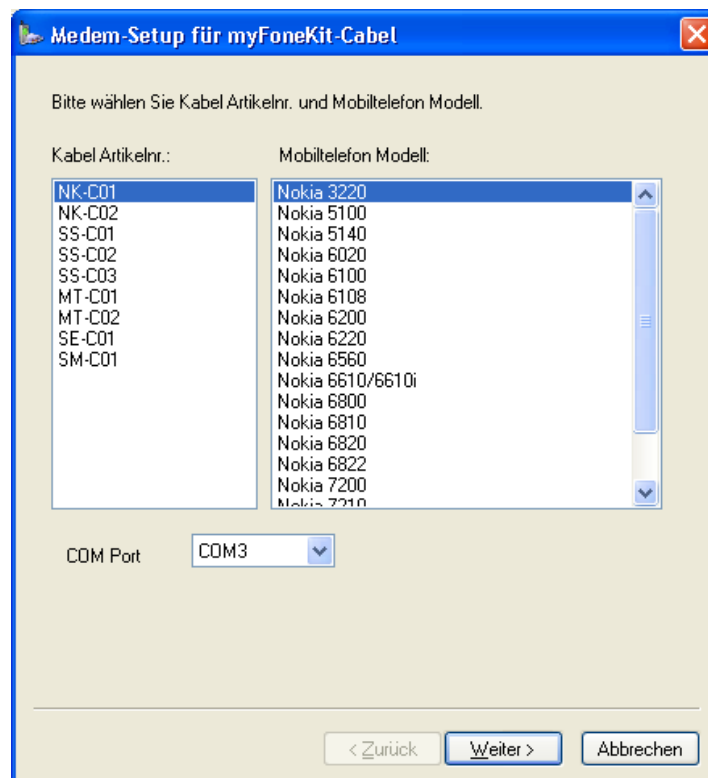 Medem-Setup für myFoneKit-Cabel
Bitte wählen Sie Kabel Artikelnr. und Mobiltelefon Modell.
Kabel Artikelnr.:
Mobiltelefon Modell:
NK-C01
NK-C02
SS-C01
SS-C02
SS-C03
MT-C01
MT-C02
SE-C01
SM-C01
Nokia 3220
Nokia 5100
Nokia 5140
Nokia 6020
Nokia 6100
Nokia 6108
Nokia 6200
Nokia 6220
Nokia 6560
Nokia 6610/6610i
Nokia 6800
Nokia 6810
Nokia 6820
Nokia 6822
Nokia 7200
Nokia 7210
COM Port
COM3
< Zurück
Weiter >
Abbrechen